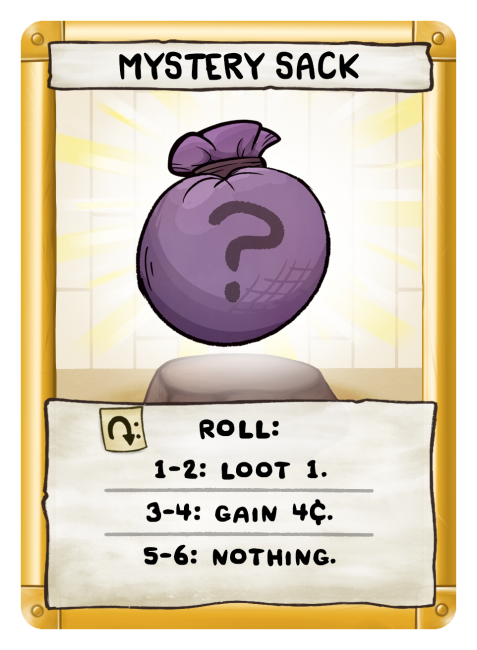 MYSTERY SACK
?
ROLL:
1-2: LOOT 1.
3-4: GAIN 4¢.
5-6: NOTHING.